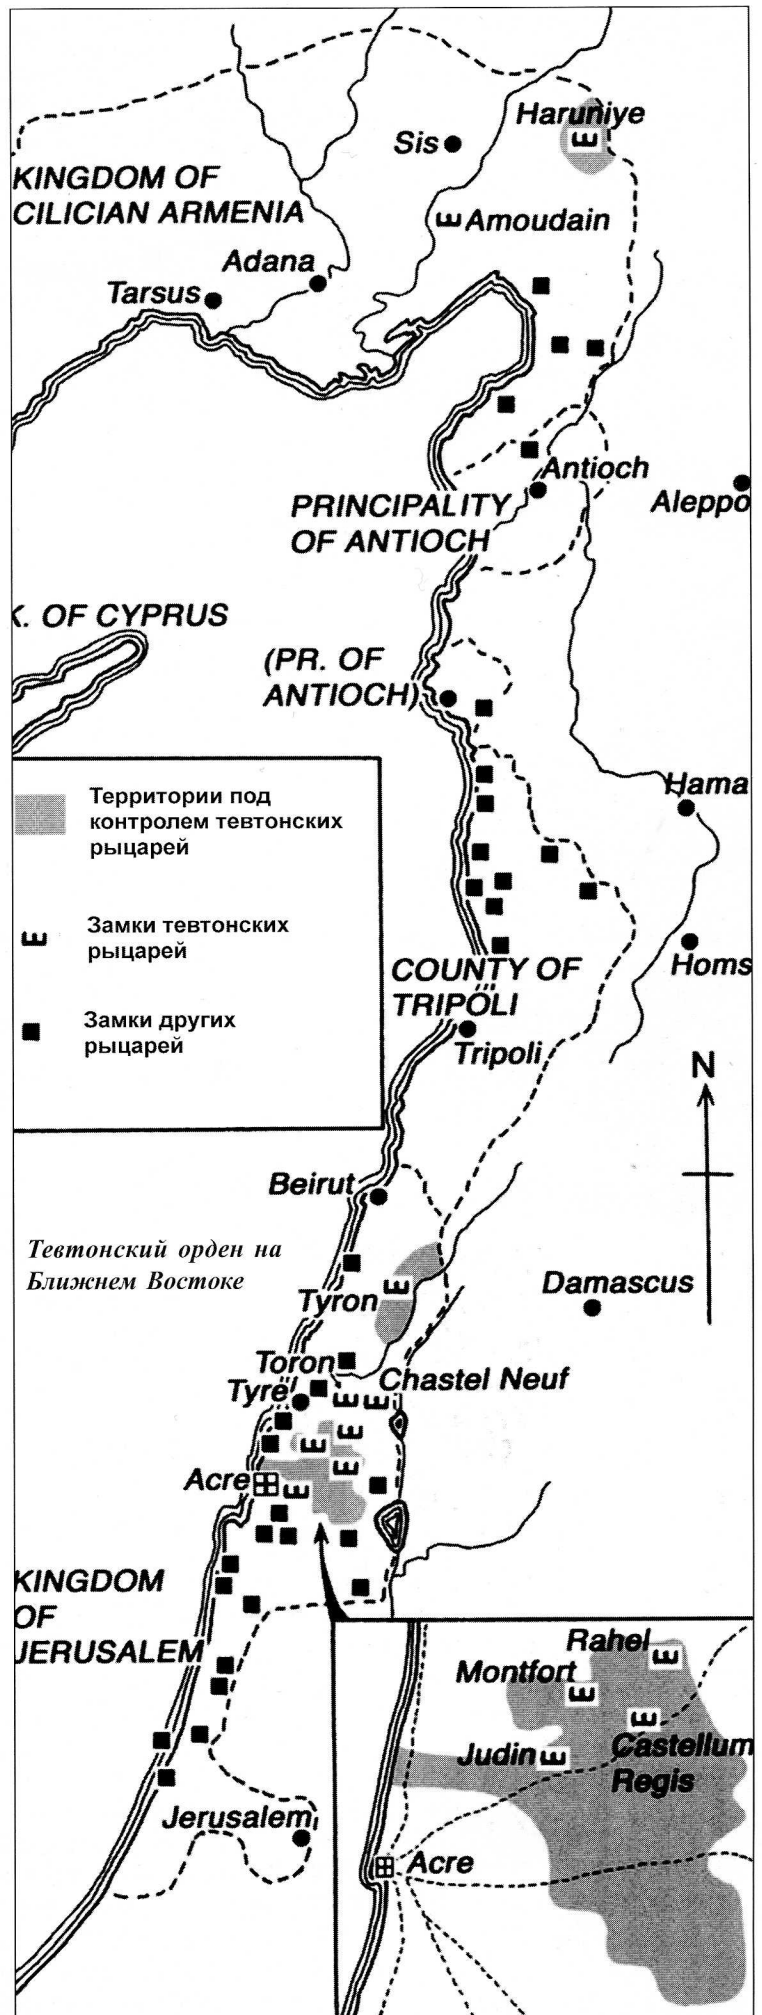 Haruniye
Sis
KINGDOM OF
CILICIAN ARMENIA
Amoudain
Adana
Tarsus
Antioch
PRINCIPALITY
OF ANTIOCH
Aleppo
K. OF CYPRUS
(PR. OF
ANTIOCH)
Территории под
контролем тевтонских
рыцарей
Замки тевтонских
рыцарей
Замки других
рыцарей
Hama
Homs
COUNTY OF
TRIPOLI
Tripoli
N
Beirut
Тевтонский орден на
Ближнем Востоке
Tyron
Damascus
Toron
Chastel Neuf
Tyre
Acre
KINGDOM
OF
JERUSALEM
Jerusalem
Rahel
Montfort
Judin
Castellum
Regis
Acre